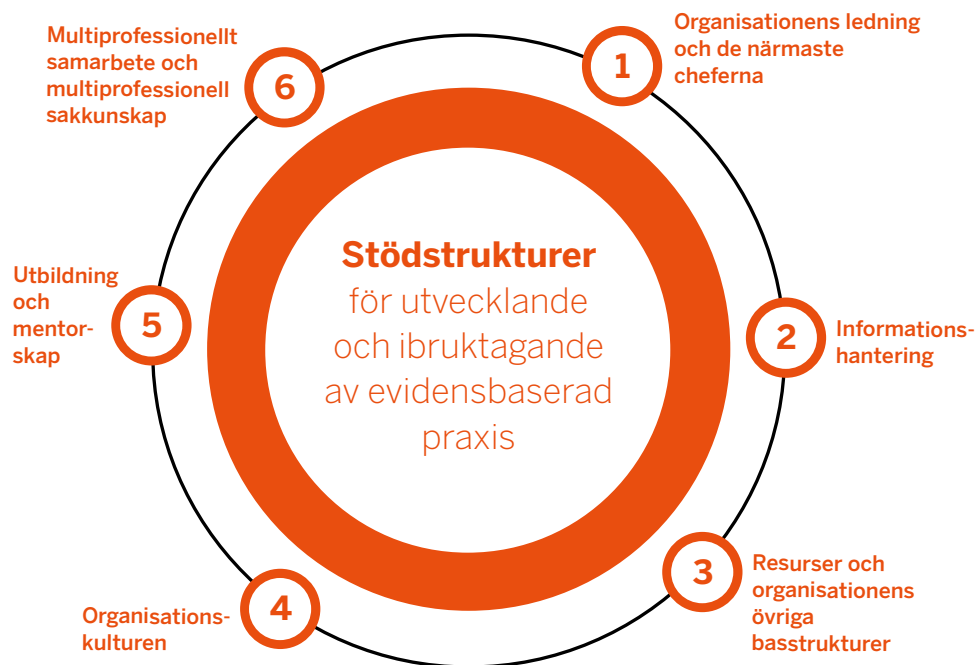 Stödstrukturer
för utvecklande
och ibruktagande
av evidensbaserad
praxis
1
Organisationens ledning
och de närmaste
cheferna
2
Informations-
hantering
3
Resurser och
organisationens
övriga
basstrukturer
4
Organisations-
kulturen
5
Utbildning
och
mentor-
skap
6
Multiprofessionellt
samarbete och
multiprofessionell
sakkunskap